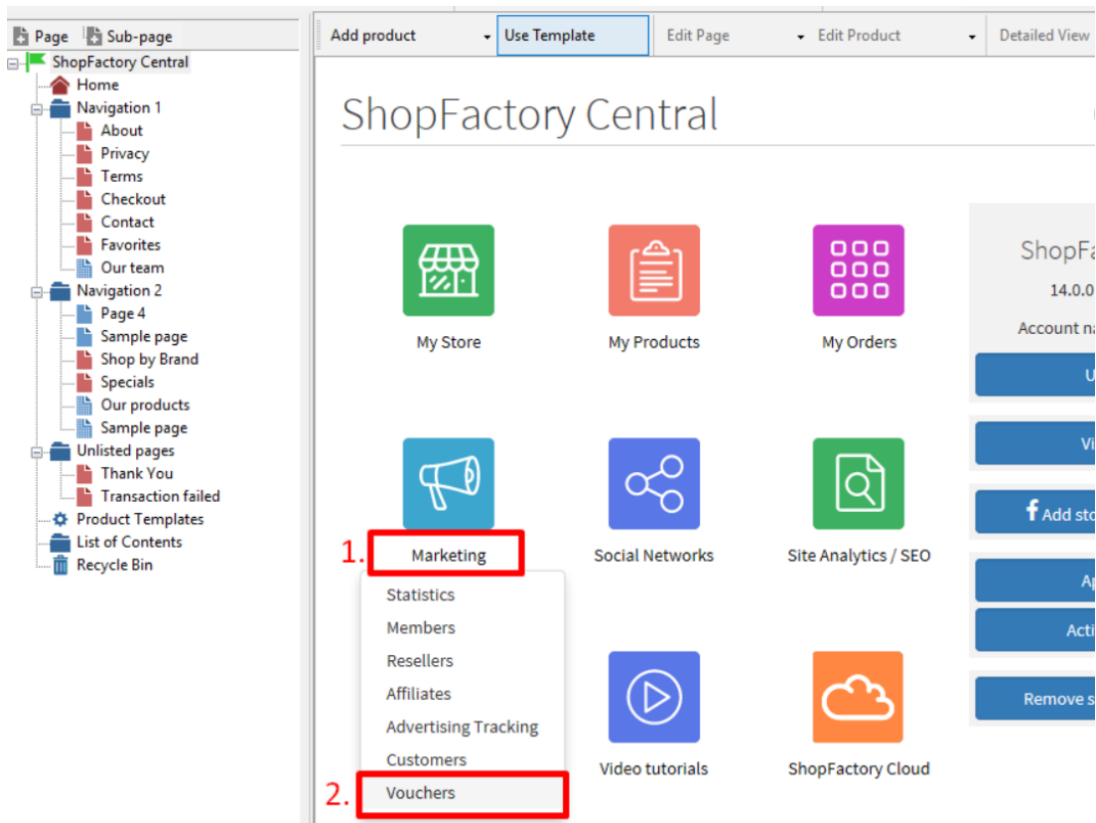 Page Sub-page
ShopFactory Central
Home
Navigation 1
About
Privacy
Terms
Checkout
Contact
Favorites
Our team
Navigation 2
Page 4
Sample page
Shop by Brand
Specials
Our products
Sample page
Unlisted pages
Thank You
Transaction failed
Product Templates
List of Contents
Recycle Bin
Add product Use Template Edit Page Edit Product Detailed View
ShopFactory Central
My Store My Products My Orders
1. Marketing Social Networks Site Analytics / SEO
Statistics
Members
Resellers
Affiliates
Advertising Tracking
Customers
2. Vouchers
Video tutorials ShopFactory Cloud
14.0.0
Account
Add
Remove